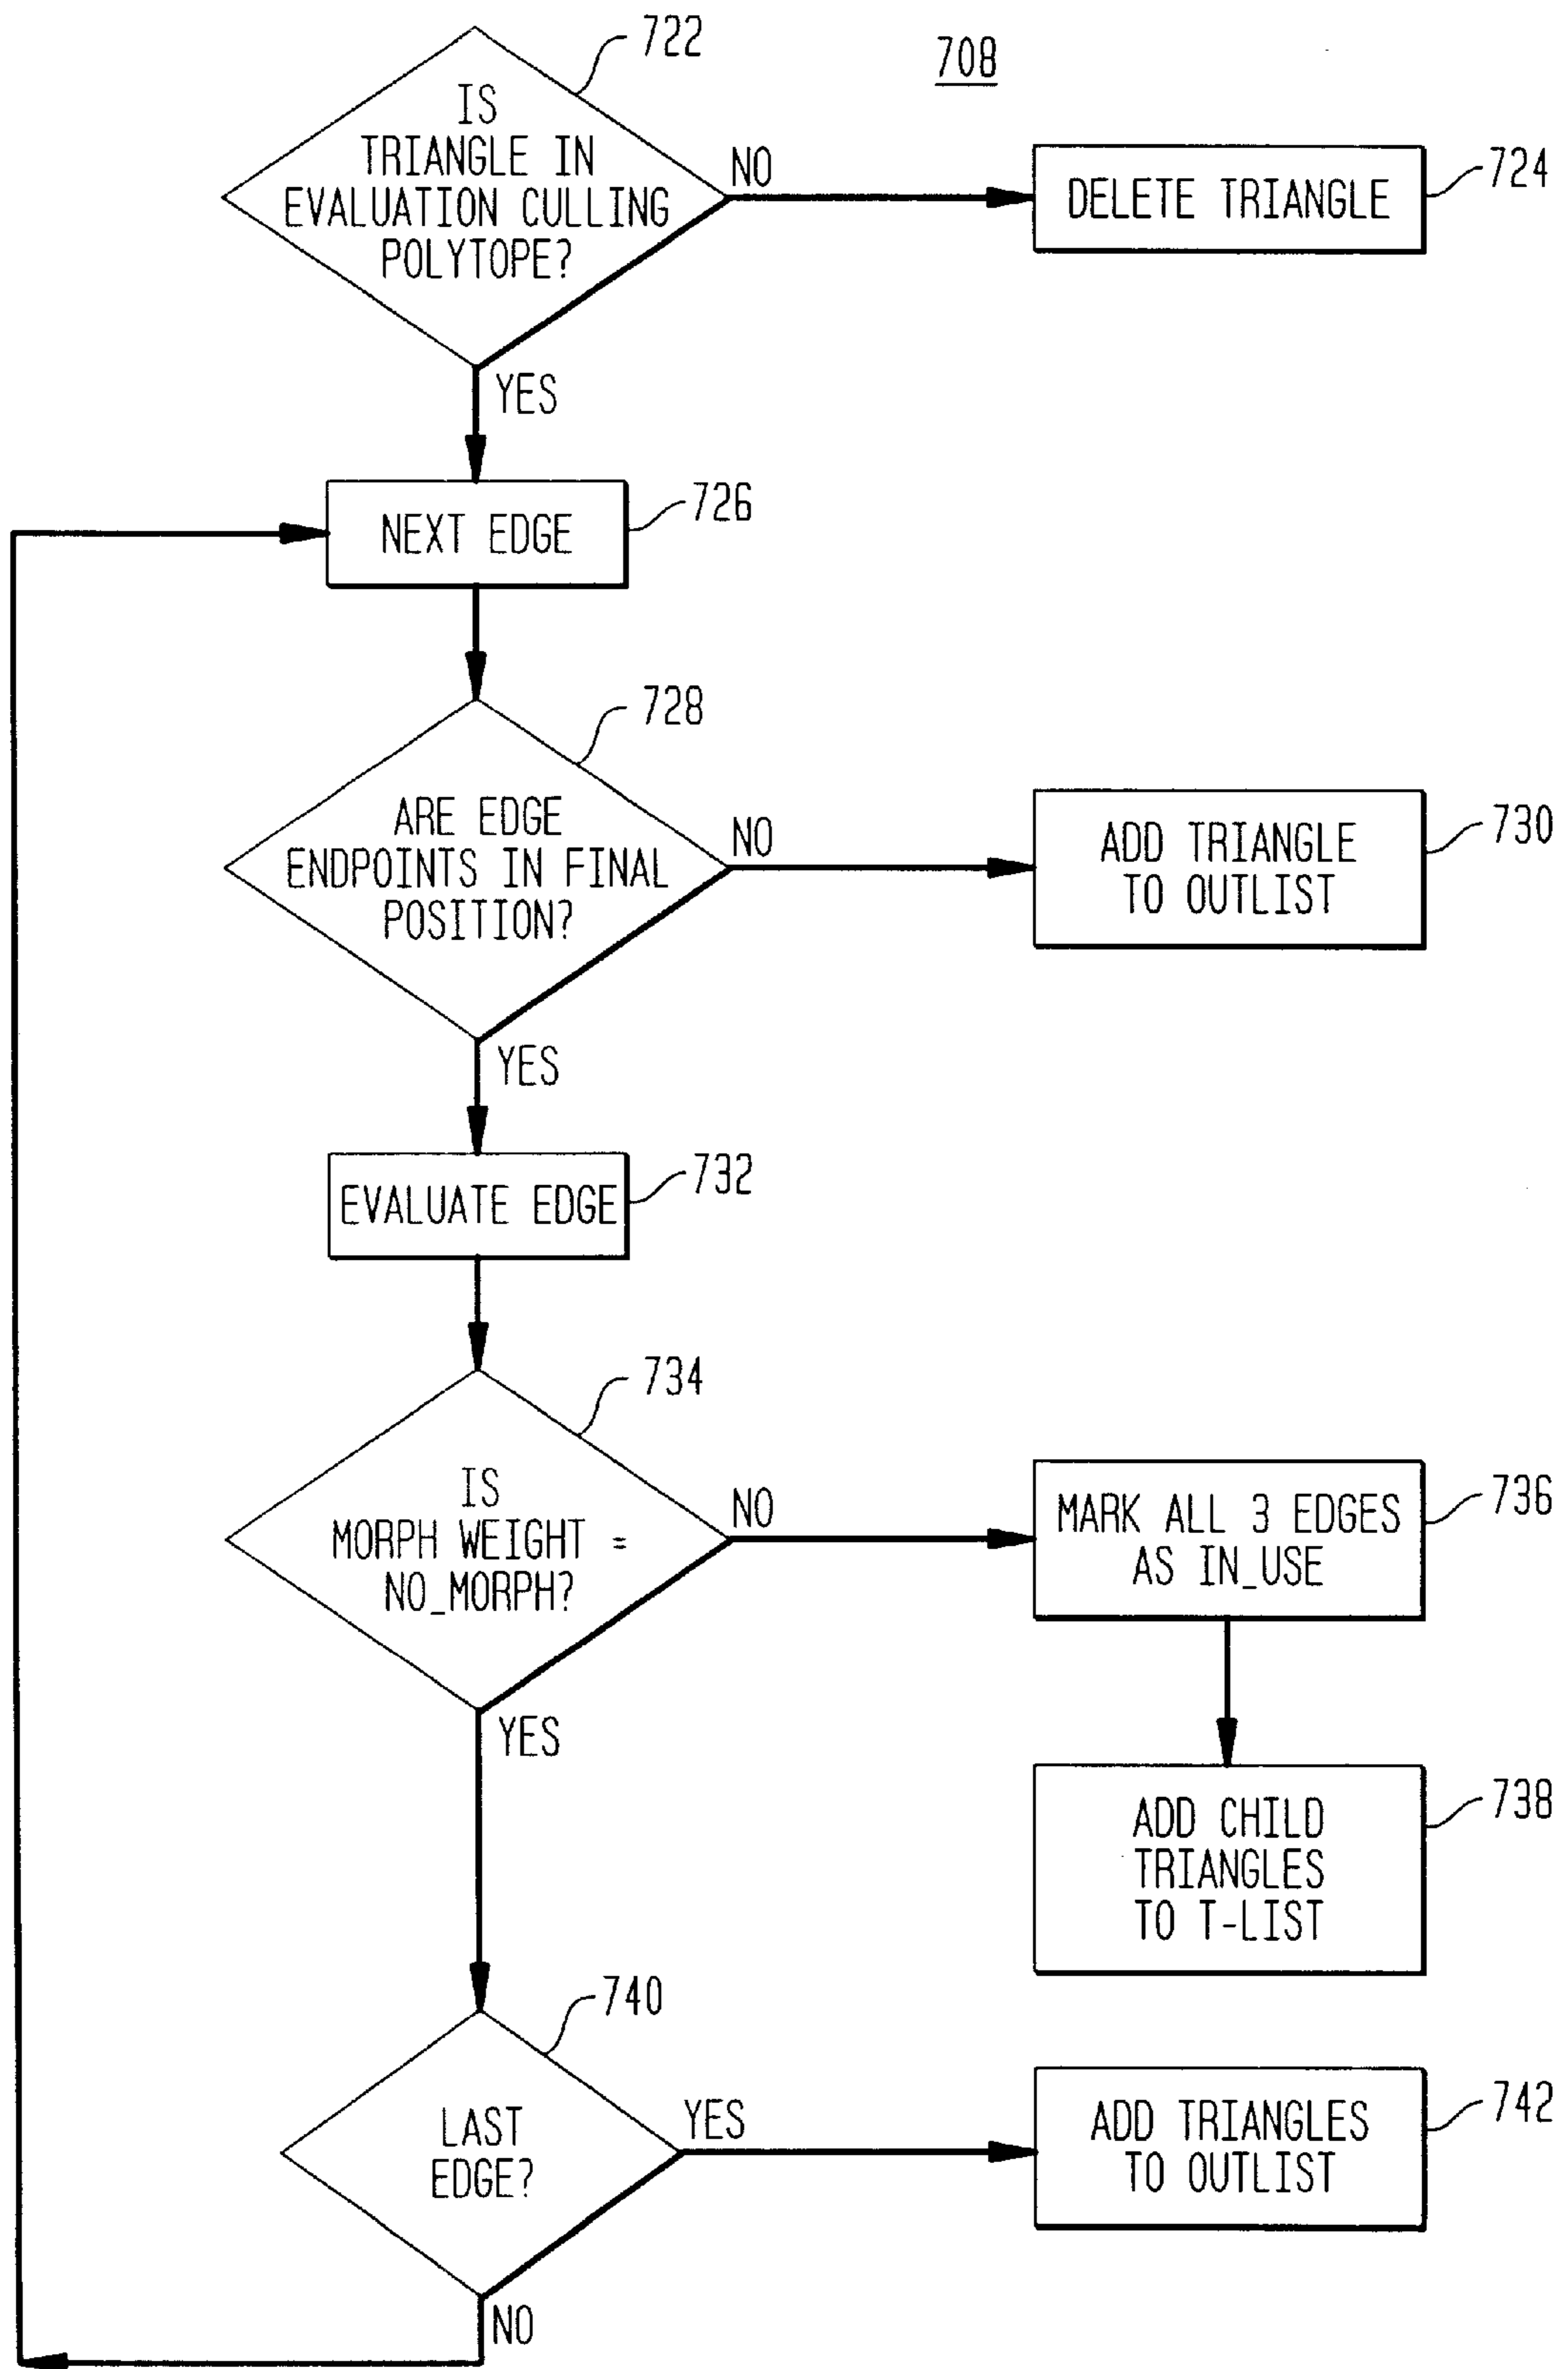 708
722
IS
TRIANGLE IN
EVALUATION CULLING
POLYTOPE?
NO
DELETE TRIANGLE
724
YES
NEXT EDGE
726
728
ARE EDGE
ENDPOINTS IN FINAL
POSITION?
NO
ADD TRIANGLE
TO OUTLIST
730
YES
EVALUATE EDGE
732
734
IS
MORPH WEIGHT =
NO_MORPH?
NO
MARK ALL 3 EDGES
AS IN_USE
736
YES
ADD CHILD
TRIANGLES
TO T-LIST
738
740
LAST
EDGE?
YES
ADD TRIANGLES
TO OUTLIST
742
NO